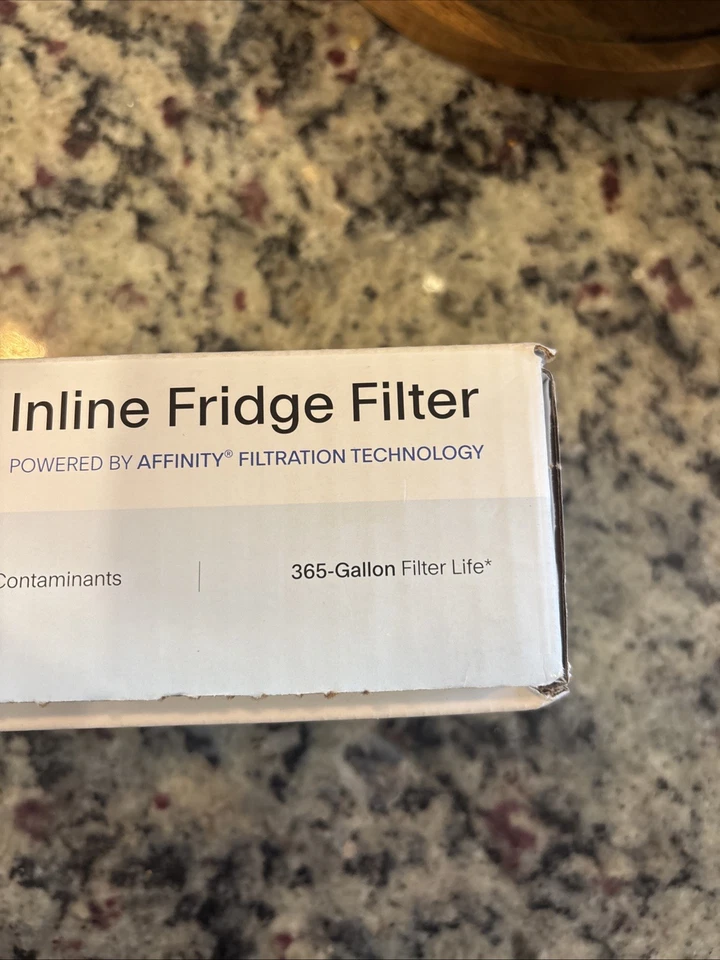 Inline Fridge Filter
POWERED BY AFFINITY® FILTRATION TECHNOLOGY
Contaminants | 365-Gallon Filter Life*